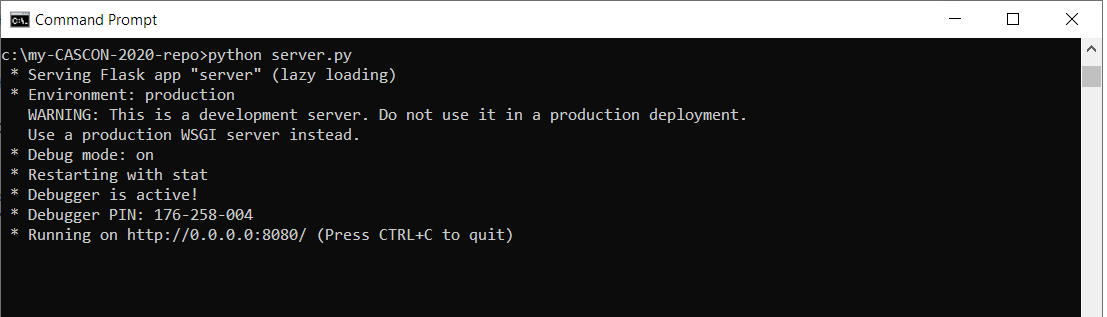 Command Prompt
c:\my-CASCON-2020-repo>python server.py
 * Serving Flask app "server" (lazy loading)
 * Environment: production
   WARNING: This is a development server. Do not use it in a production deployment.
   Use a production WSGI server instead.
 * Debug mode: on
 * Restarting with stat
 * Debugger is active!
 * Debugger PIN: 176-258-004
 * Running on http://0.0.0.0:8080/ (Press CTRL+C to quit)